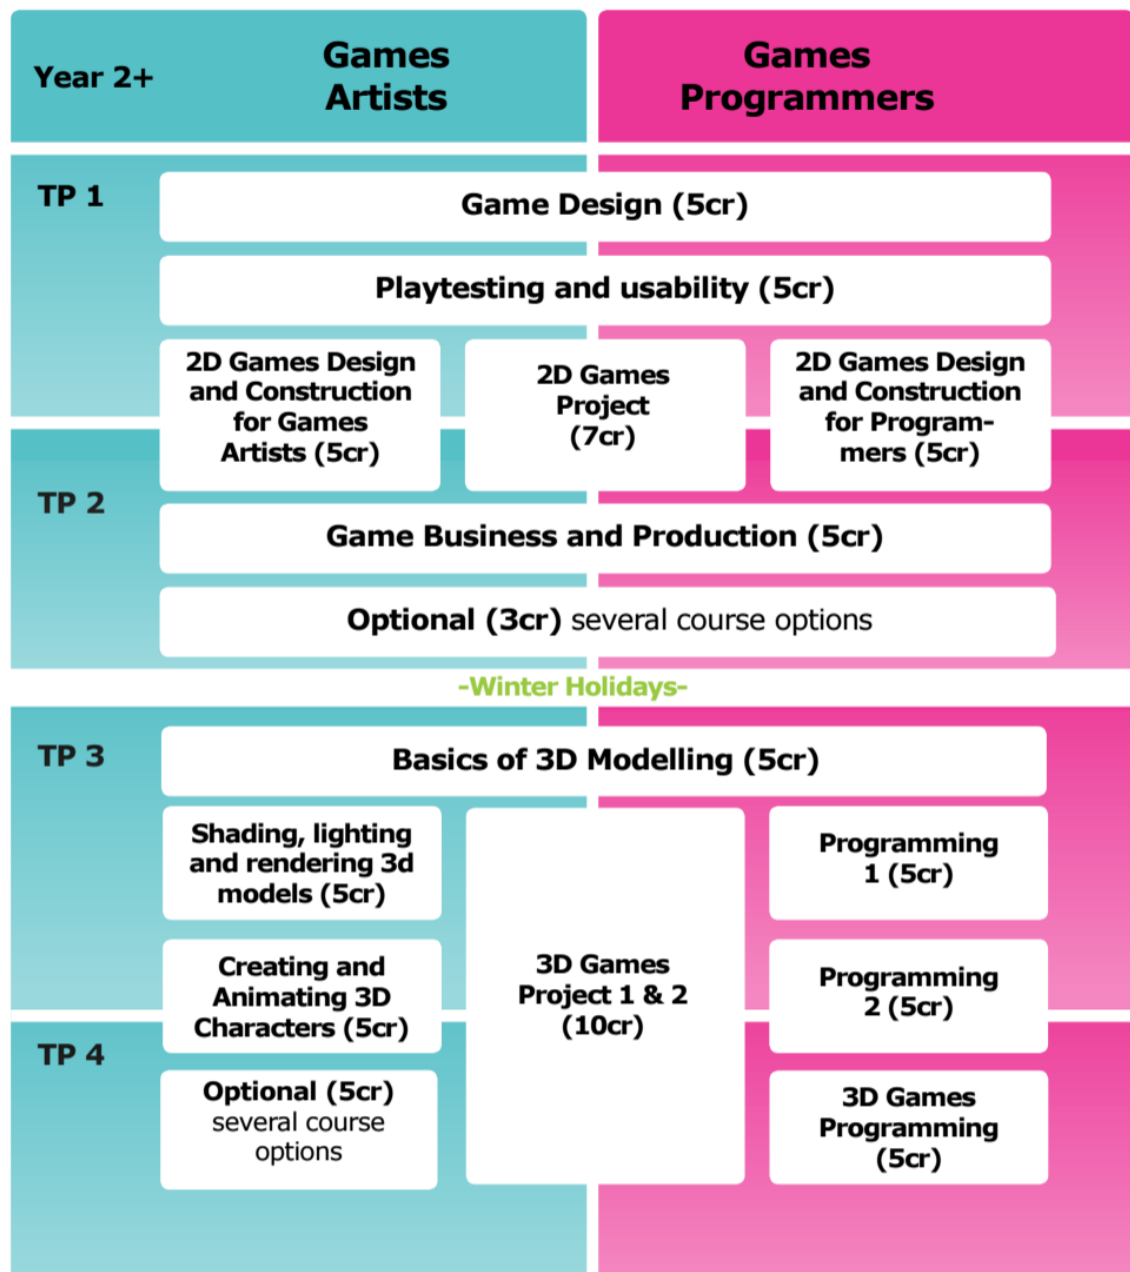 Year 2+
Games
Artists
Games
Programmers
TP 1
Game Design (5cr)
Playtesting and usability (5cr)
2D Games Design
and Construction
for Games
Artists (5cr)
2D Games
Project
(7cr)
2D Games Design
and Construction
for Program-
mers (5cr)
TP 2
Game Business and Production (5cr)
Optional (3cr) several course options
-Winter Holidays-
TP 3
Basics of 3D Modelling (5cr)
Shading, lighting
and rendering 3d
models (5cr)
3D Games
Project 1 & 2
(10cr)
Programming
1 (5cr)
Creating and
Animating 3D
Characters (5cr)
Programming
2 (5cr)
TP 4
Optional (5cr)
several course
options
3D Games
Programming
(5cr)